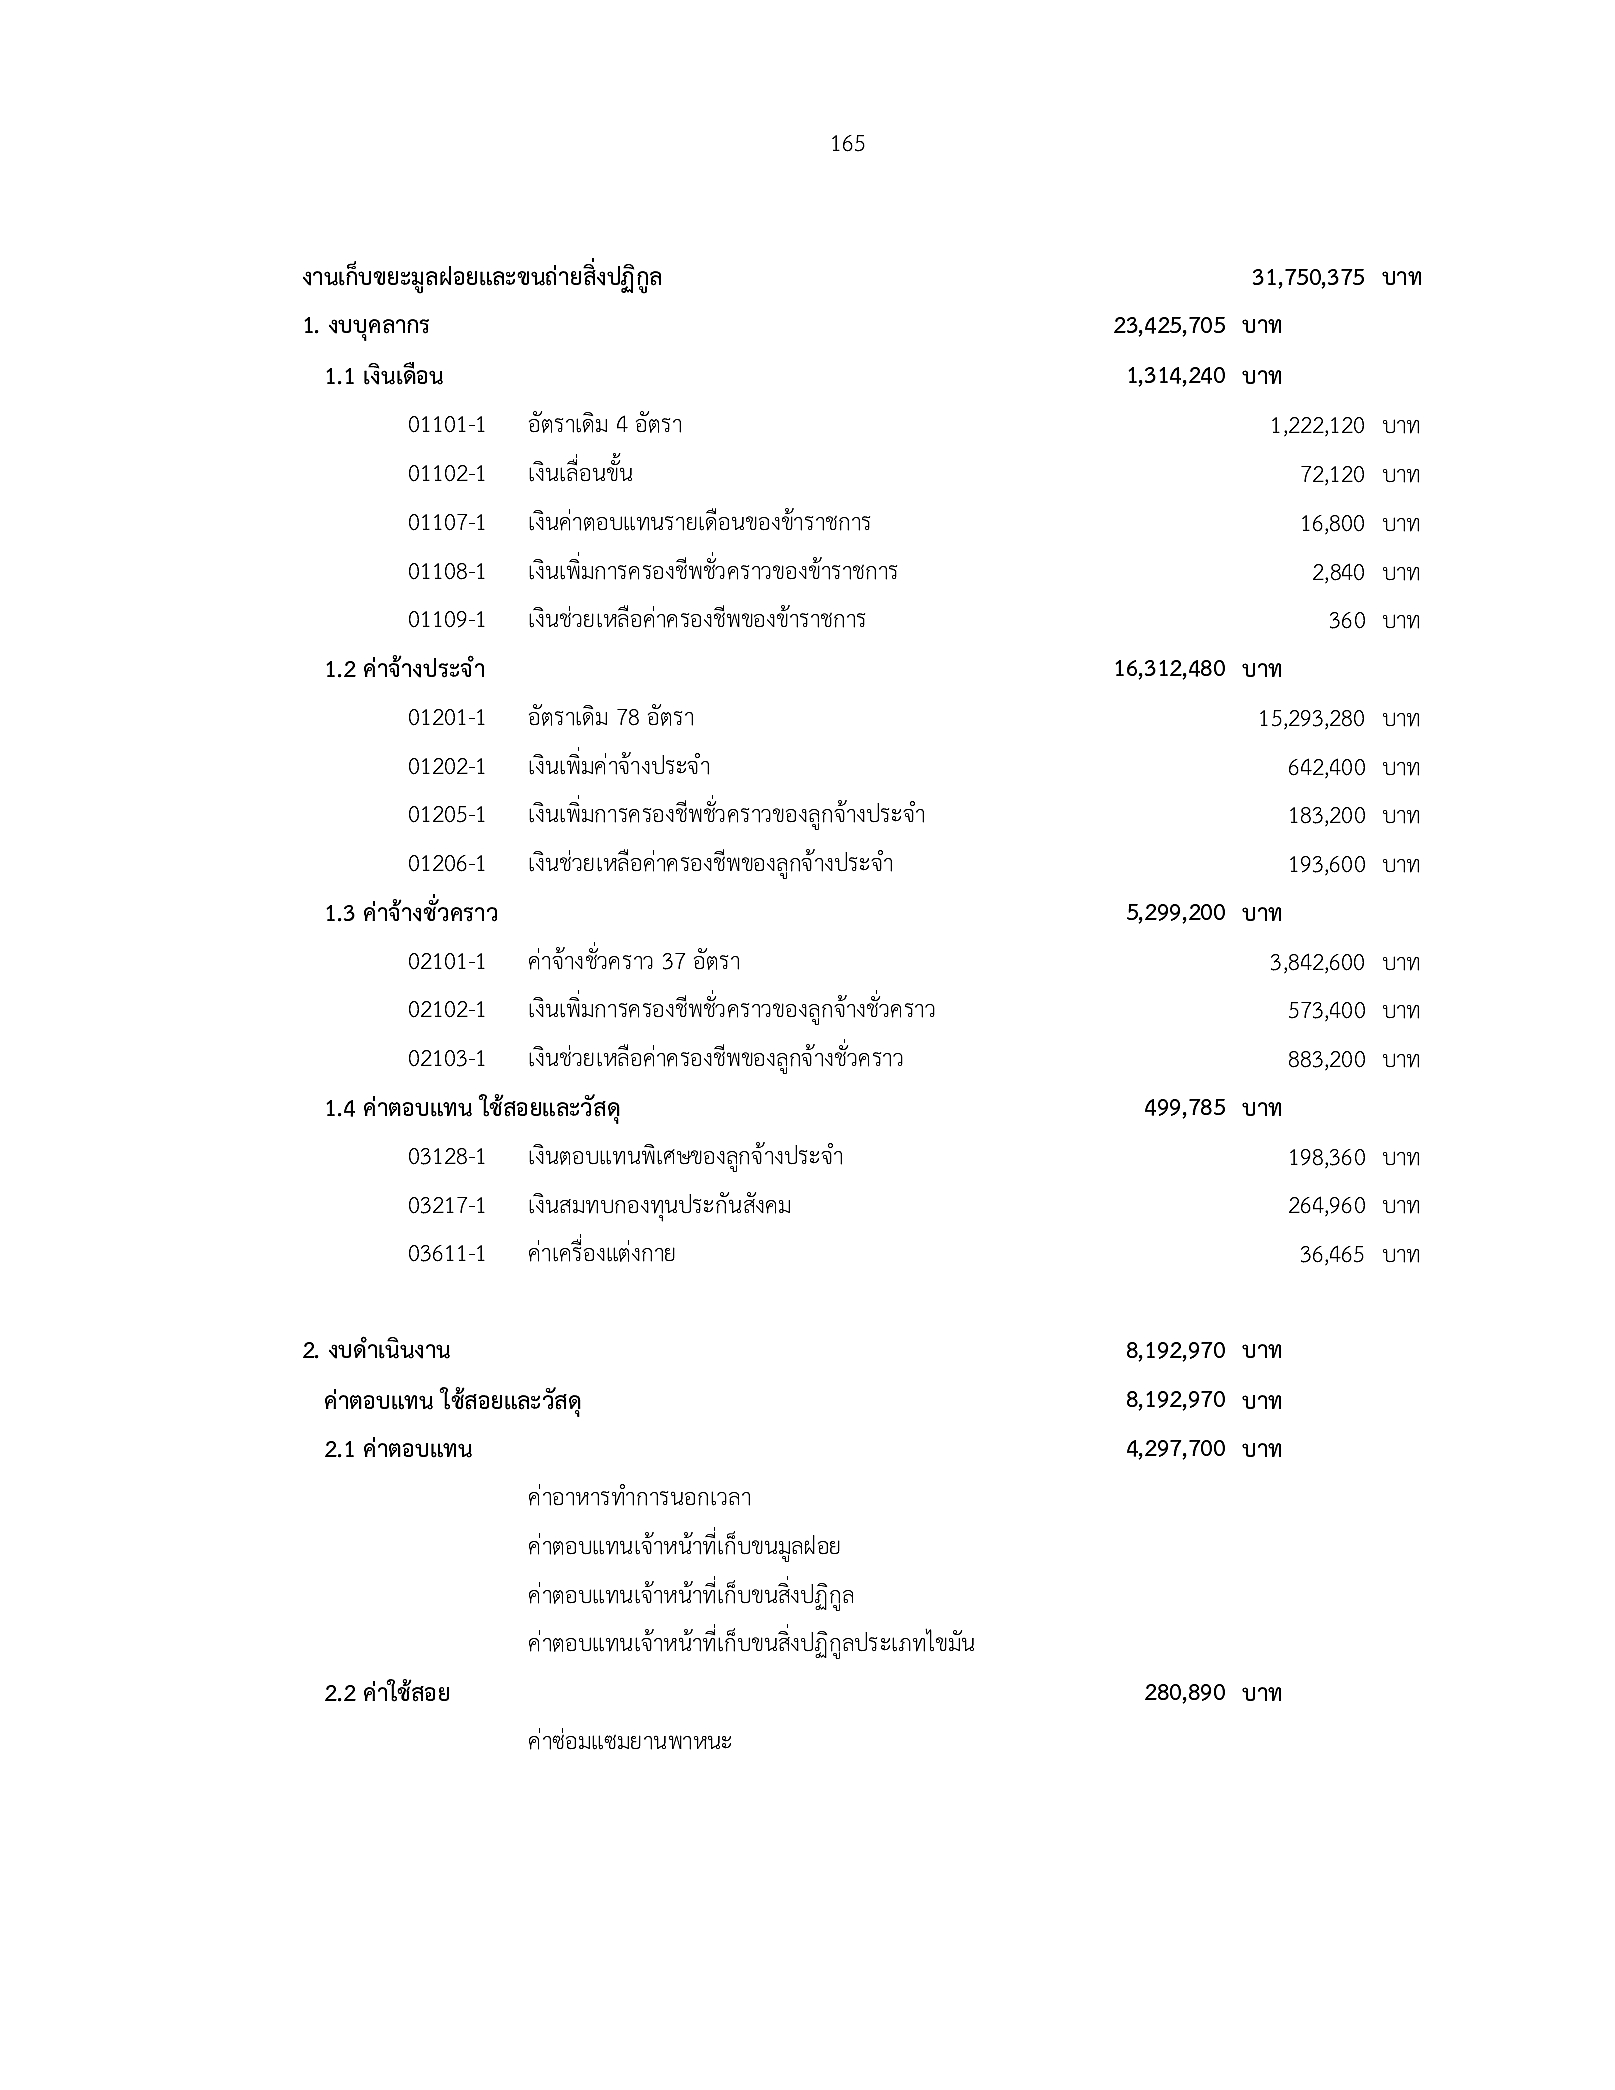 165
งานเก็บขยะมูลฝอยและขนถ่ายสิ่งปฏิกูล 31,750,375 บาท
1. งบบุคลากร 23,425,705 บาท
1.1 เงินเดือน 1,314,240 บาท
01101-1 อัตราเดิม 4 อัตรา 1,222,120 บาท
01102-1 เงินเลื่อนขั้น 72,120 บาท
01107-1 เงินค่าตอบแทนรายเดือนของข้าราชการ 16,800 บาท
01108-1 เงินเพิ่มการครองชีพชั่วคราวของข้าราชการ 2,840 บาท
01109-1 เงินช่วยเหลือค่าครองชีพของข้าราชการ 360 บาท
1.2 ค่าจ้างประจำ 16,312,480 บาท
01201-1 อัตราเดิม 78 อัตรา 15,293,280 บาท
01202-1 เงินเพิ่มค่าจ้างประจำ 642,400 บาท
01205-1 เงินเพิ่มการครองชีพชั่วคราวของลูกจ้างประจำ 183,200 บาท
01206-1 เงินช่วยเหลือค่าครองชีพของลูกจ้างประจำ 193,600 บาท
1.3 ค่าจ้างชั่วคราว 5,299,200 บาท
02101-1 ค่าจ้างชั่วคราว 37 อัตรา 3,842,600 บาท
02102-1 เงินเพิ่มการครองชีพชั่วคราวของลูกจ้างชั่วคราว 573,400 บาท
02103-1 เงินช่วยเหลือค่าครองชีพของลูกจ้างชั่วคราว 883,200 บาท
1.4 ค่าตอบแทน ใช้สอยและวัสดุ 499,785 บาท
03128-1 เงินตอบแทนพิเศษของลูกจ้างประจำ 198,360 บาท
03217-1 เงินสมทบกองทุนประกันสังคม 264,960 บาท
03611-1 ค่าเครื่องแต่งกาย 36,465 บาท
2. งบดำเนินงาน 8,192,970 บาท
ค่าตอบแทน ใช้สอยและวัสดุ 8,192,970 บาท
2.1 ค่าตอบแทน 4,297,700 บาท
ค่าอาหารทำการนอกเวลา
ค่าตอบแทนเจ้าหน้าที่เก็บขนมูลฝอย
ค่าตอบแทนเจ้าหน้าที่เก็บขนสิ่งปฏิกูล
ค่าตอบแทนเจ้าหน้าที่เก็บขนสิ่งปฏิกูลประเภทไขมัน
2.2 ค่าใช้สอย 280,890 บาท
ค่าซ่อมแซมยานพาหนะ